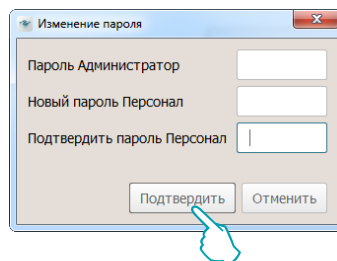 Изменение пароля
Пароль Администратор
Новый пароль Персонал
Подтвердить пароль Персонал
Подтвердить Отменить